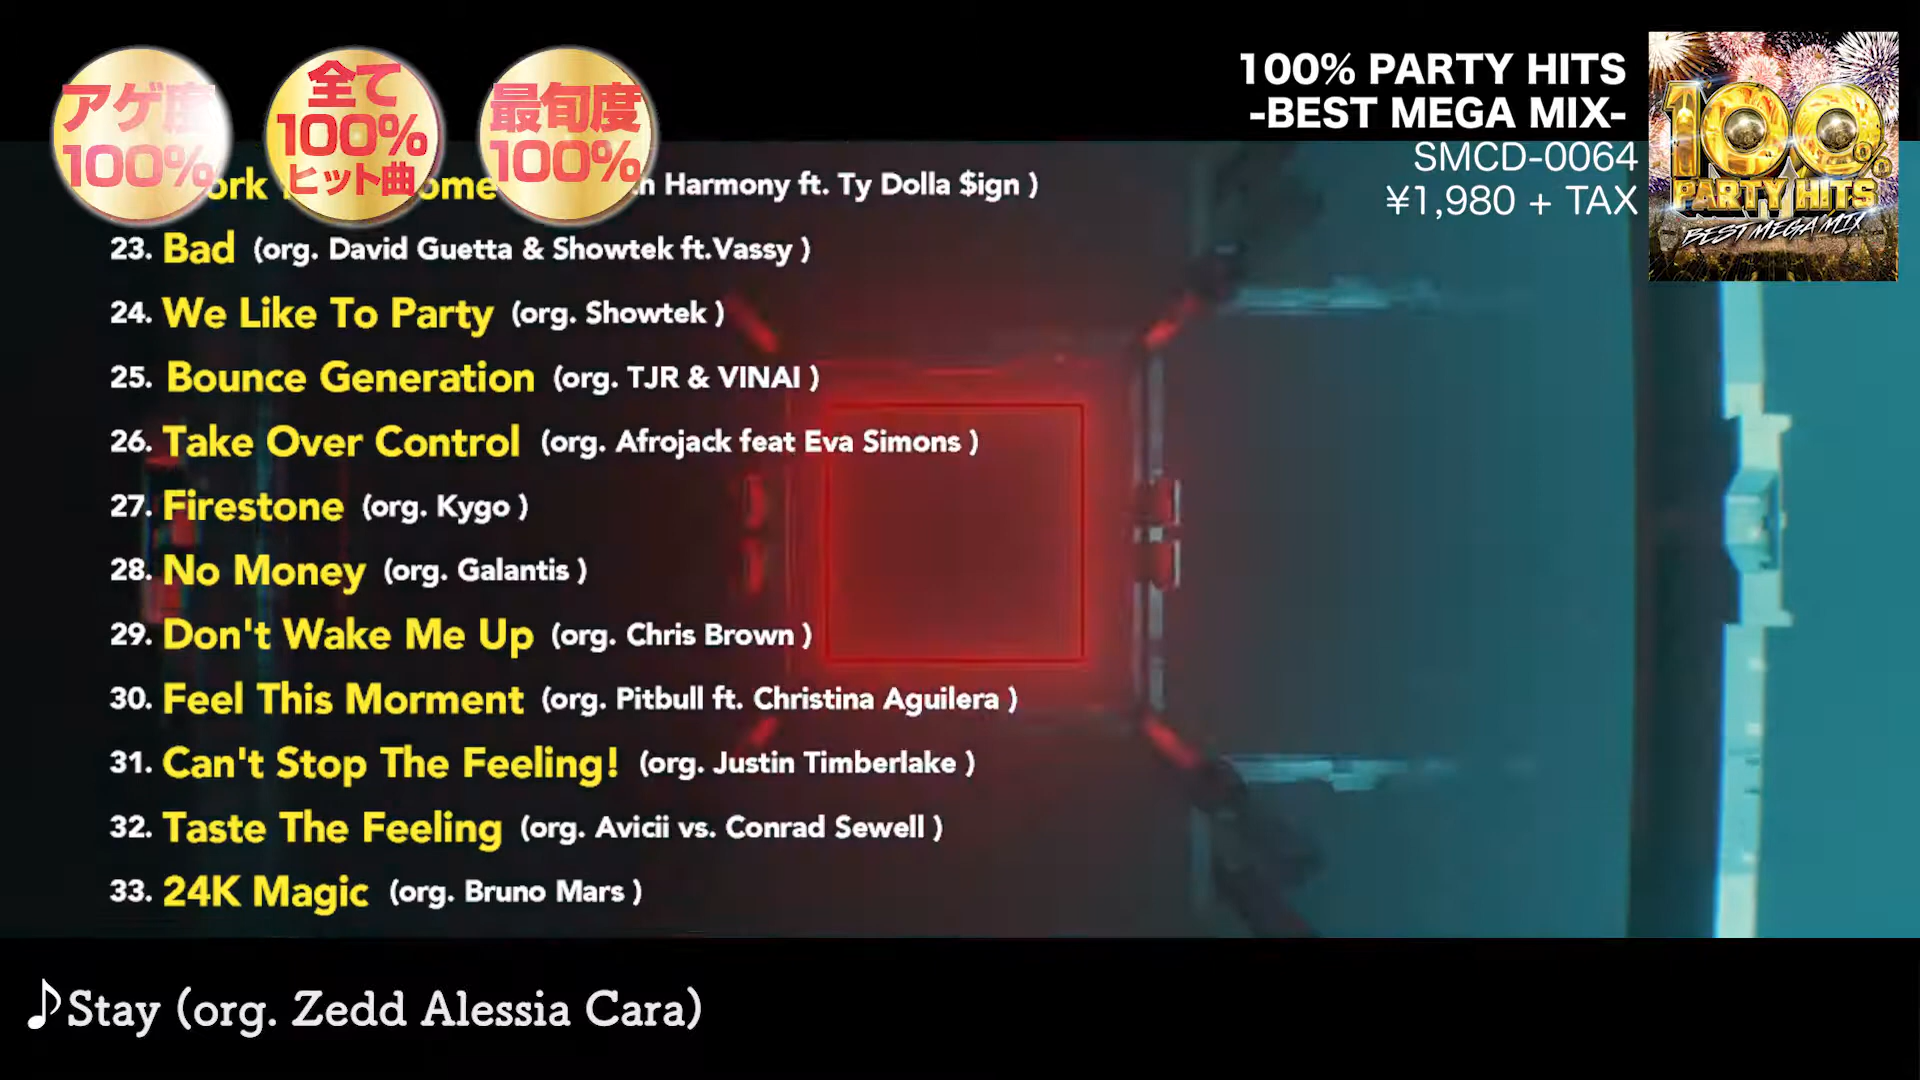 アゲ度
100%
全て
100%
ヒット曲
最旬度
100%
100% PARTY HITS
-BEST MEGA MIX-
SMCD-0064
¥1,980 + TAX
100%
PARTY HITS
BEST MEGA MIX
Harmony ft. Ty Dolla $ign )
23. Bad (org. David Guetta & Showtek ft.Vassy )
24. We Like To Party (org. Showtek )
25. Bounce Generation (org. TJR & VINAI )
26. Take Over Control (org. Afrojack feat Eva Simons )
27. Firestone (org. Kygo )
28. No Money (org. Galantis )
29. Don't Wake Me Up (org. Chris Brown )
30. Feel This Morment (org. Pitbull ft. Christina Aguilera )
31. Can't Stop The Feeling! (org. Justin Timberlake )
32. Taste The Feeling (org. Avicii vs. Conrad Sewell )
33. 24K Magic (org. Bruno Mars )
♪Stay (org. Zedd Alessia Cara)